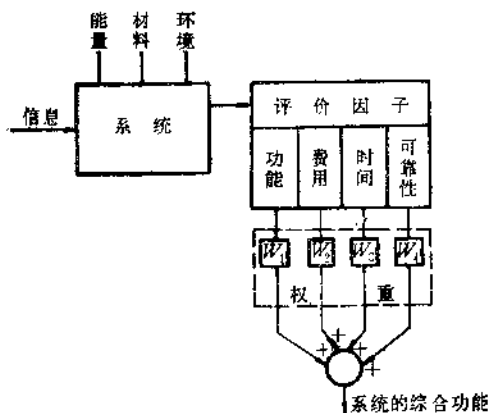 能量
材料
环境
信息
系统
评价因子
功能
费用
时间
可靠性
W1
W2
W3
W4
权重
+
+
+
+
系统的综合功能